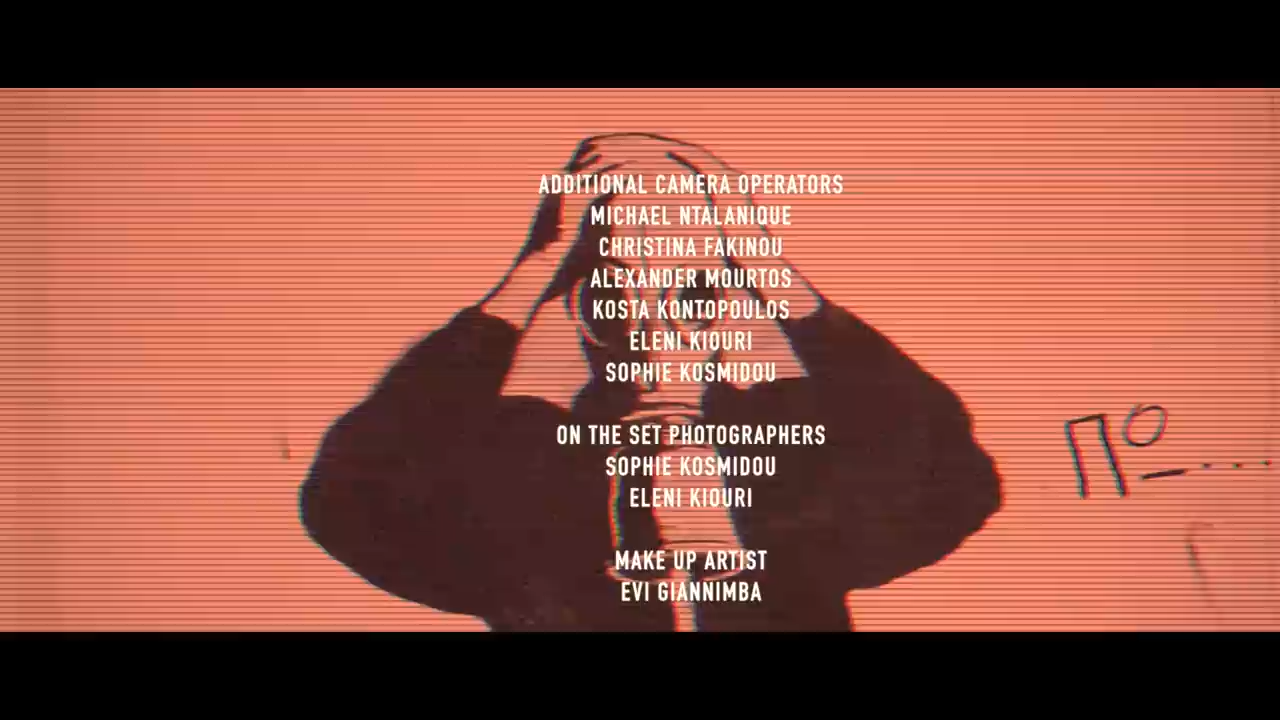 ADDITIONAL CAMERA OPERATORS
MICHAEL NTALANIQUE
CHRISTINA FAKINOU
ALEXANDER MOURTOS
KOSTA KONTOPOULOS
ELENI KIOURI
SOPHIE KOSMIDOU
ON THE SET PHOTOGRAPHERS
SOPHIE KOSMIDOU
ELENI KIOURI
MAKE UP ARTIST
EVI GIANNIMBA